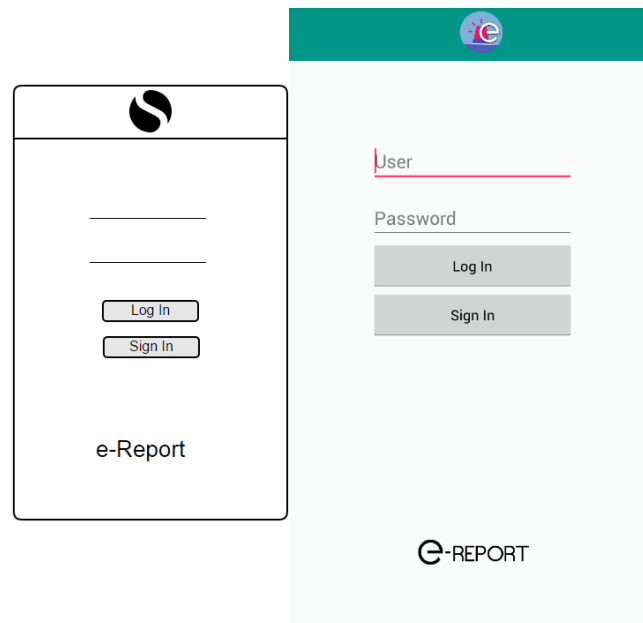 Log In
Sign In
e-Report
e
User
Password
Log In
Sign In
e-REPORT